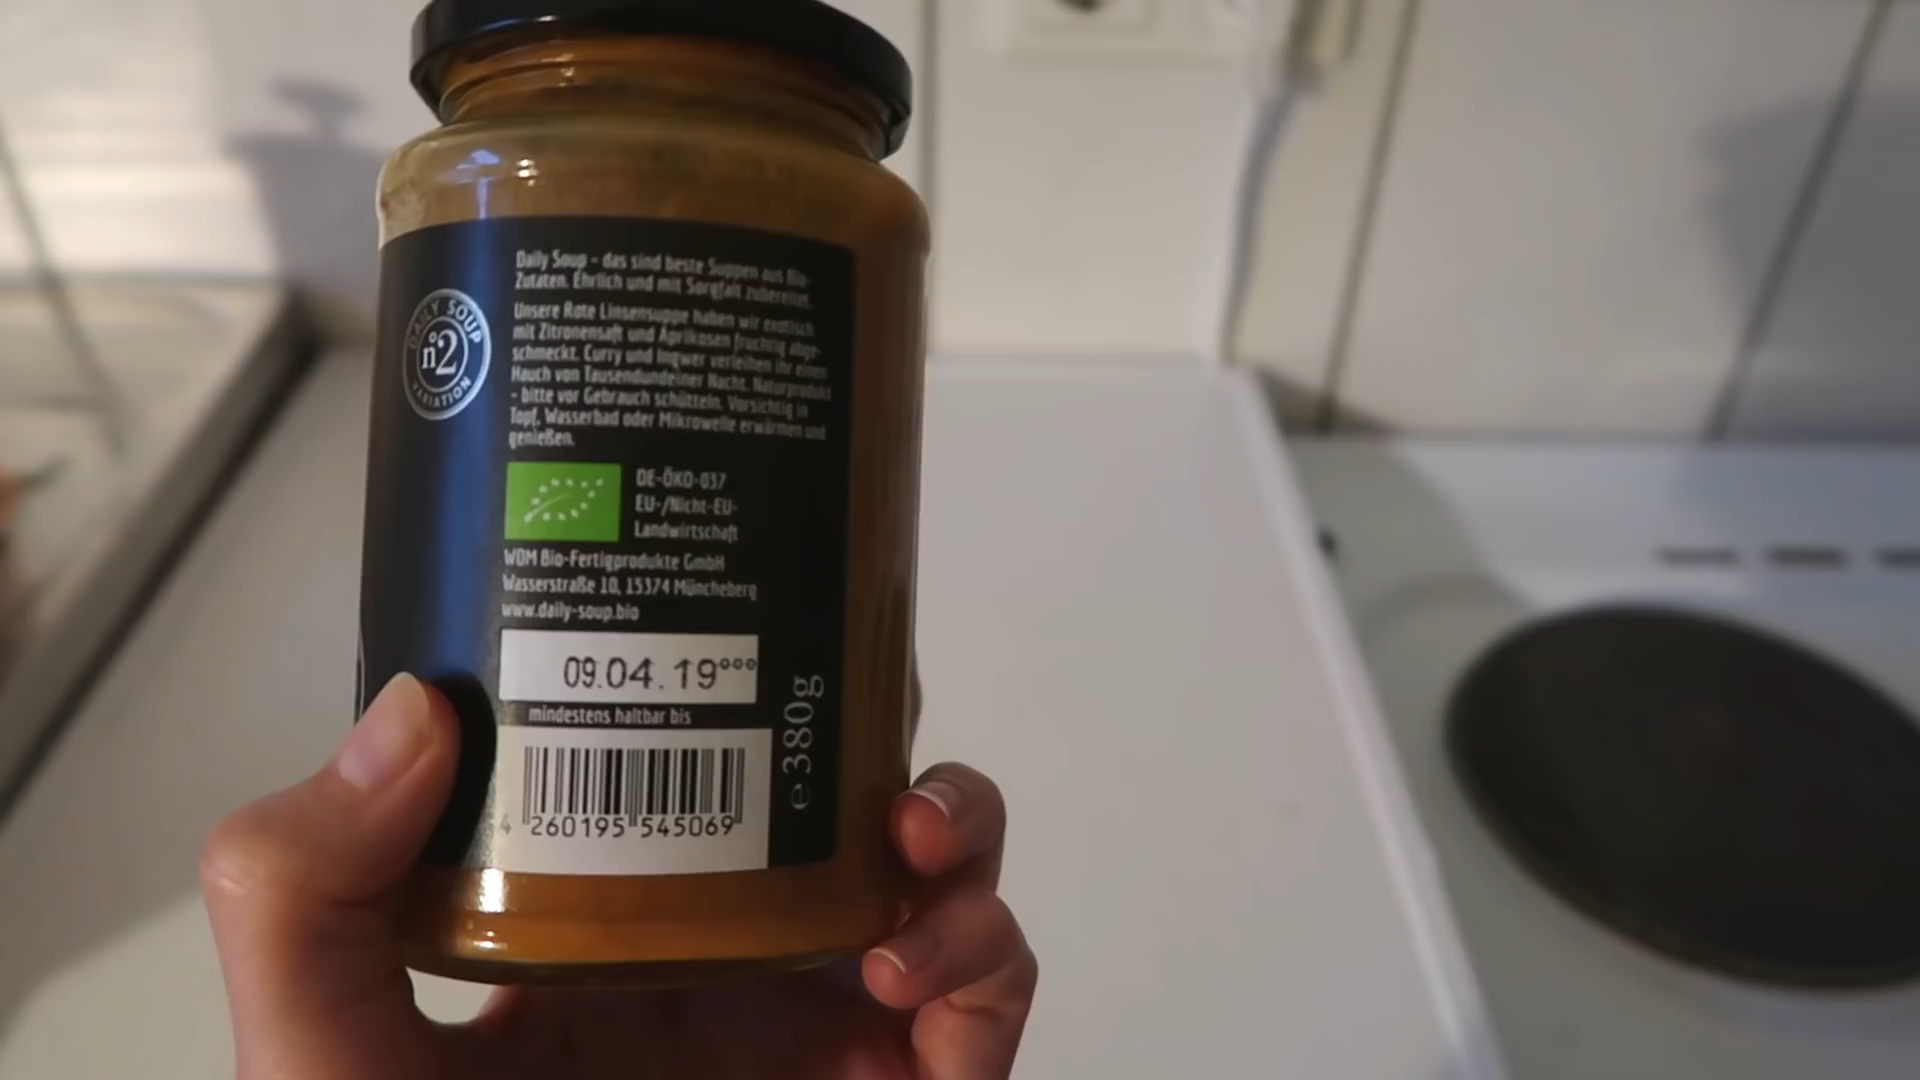 Daily Soup - das sind beste Suppen aus Bio-
Zutaten. Ehrlich und mit Sorgfalt zubereitet.
Unsere Rote Linsensuppe haben wir exotisch
mit Zitronensaft und Aprikosen fruchtig abge-
schmeckt. Curry und Ingwer verleihen ihr einen
Hauch von Tausendundeiner Nacht. Naturprodukt
- bitte vor Gebrauch schütteln. Vorsichtig in
Topf, Wasserbad oder Mikrowelle erwärmen und
genießen.
DAILY SOUP
n°2
VARIATION
DE-ÖKO-037
EU-/Nicht-EU-
Landwirtschaft
WDM Bio-Fertigprodukte GmbH
Wasserstraße 10, 15374 Müncheberg
www.daily-soup.bio
09.04.19°°°
mindestens haltbar bis
e 380g
4 260195 545069